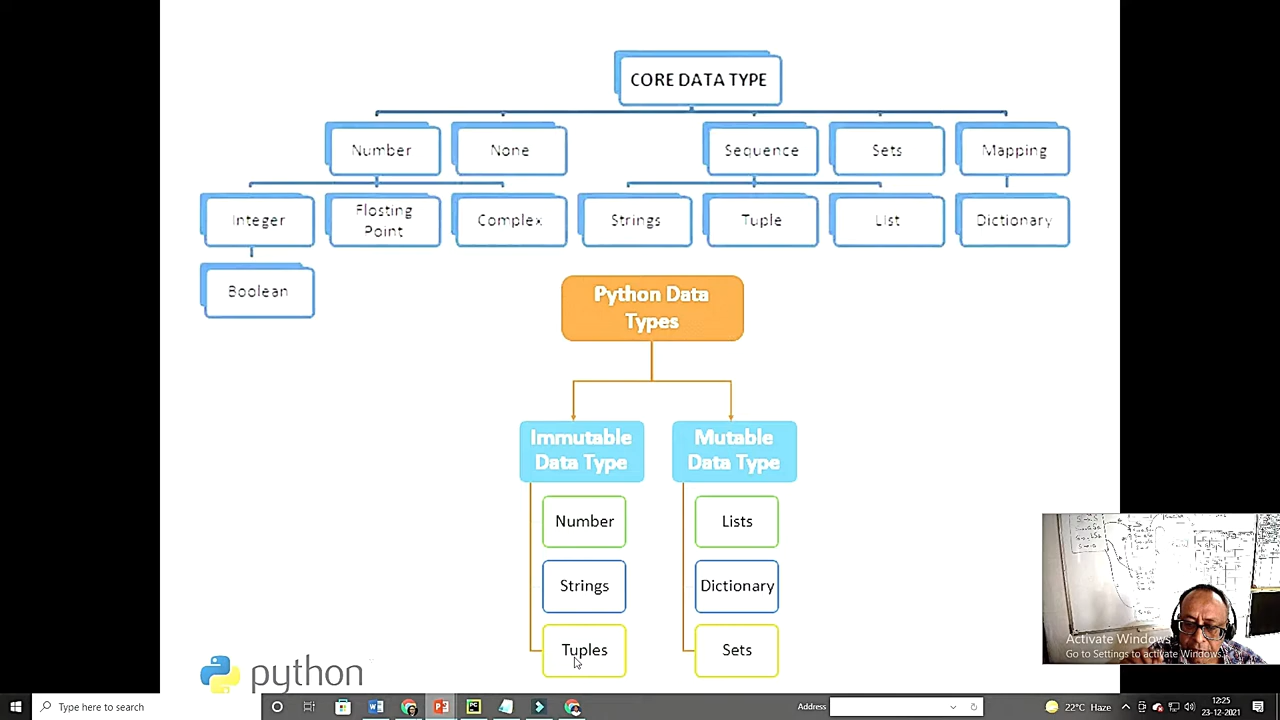 CORE DATA TYPE
Number
None
Sequence
Sets
Mapping
Integer
Flosting
Point
Complex
Strings
Tuple
LIst
Dictionary
Boolean
Python Data
Types
Immutable
Data Type
Mutable
Data Type
Number
Lists
Strings
Dictionary
Tuples
Sets
python
Activate Windows
Go to Settings to activate Windows.
Type here to search
Address
22°C Haze
12:25
23-12-2021